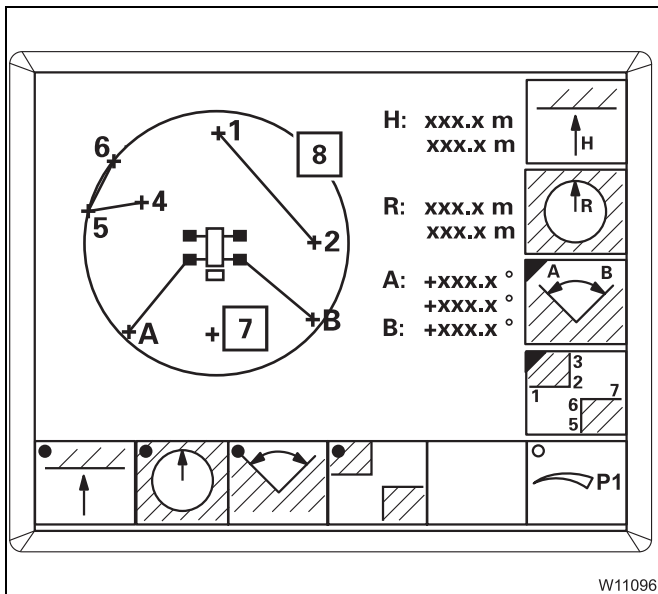 1
8
6
4
5
2
A
7
B
H: xxx.x m
xxx.x m
R: xxx.x m
xxx.x m
A: +xxx.x °
+xxx.x °
B: +xxx.x °
H
R
A B
3
2
1 7
6
5
P1
W11096